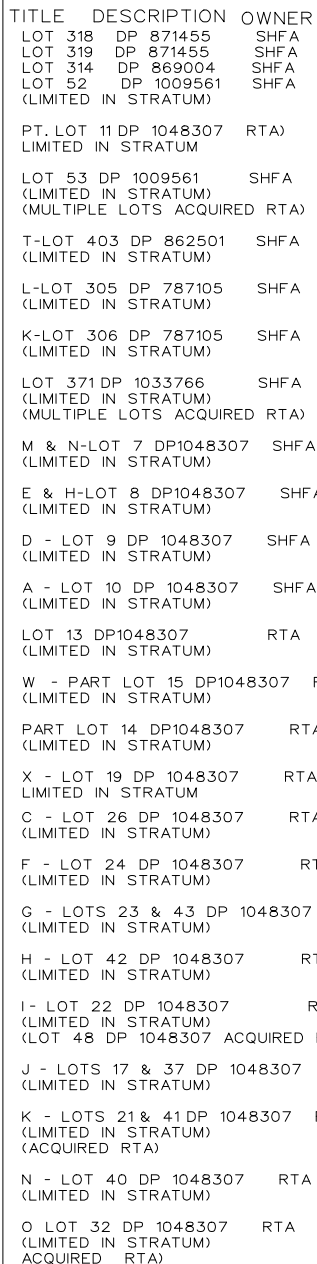 TITLE DESCRIPTION OWNER
LOT 318 DP 871455 SHFA
LOT 319 DP 871455 SHFA
LOT 314 DP 869004 SHFA
LOT 52 DP 1009561 SHFA
(LIMITED IN STRATUM)
PT. LOT 11 DP 1048307 RTA)
LIMITED IN STRATUM
LOT 53 DP 1009561 SHFA
(LIMITED IN STRATUM)
(MULTIPLE LOTS ACQUIRED RTA)
T-LOT 403 DP 862501 SHFA
(LIMITED IN STRATUM)
L-LOT 305 DP 787105 SHFA
(LIMITED IN STRATUM)
K-LOT 306 DP 787105 SHFA
(LIMITED IN STRATUM)
LOT 371 DP 1033766 SHFA
(LIMITED IN STRATUM)
(MULTIPLE LOTS ACQUIRED RTA)
M & N-LOT 7 DP1048307 SHFA
(LIMITED IN STRATUM)
E & H-LOT 8 DP1048307 SHFA
(LIMITED IN STRATUM)
D - LOT 9 DP 1048307 SHFA
(LIMITED IN STRATUM)
A - LOT 10 DP 1048307 SHFA
(LIMITED IN STRATUM)
LOT 13 DP1048307 RTA
(LIMITED IN STRATUM)
W - PART LOT 15 DP1048307
(LIMITED IN STRATUM)
PART LOT 14 DP1048307 RTA
(LIMITED IN STRATUM)
X - LOT 19 DP 1048307 RTA
LIMITED IN STRATUM
C - LOT 26 DP 1048307 RTA
(LIMITED IN STRATUM)
F - LOT 24 DP 1048307 RT
(LIMITED IN STRATUM)
G - LOTS 23 & 43 DP 1048307
(LIMITED IN STRATUM)
H - LOT 42 DP 1048307 RT
(LIMITED IN STRATUM)
I - LOT 22 DP 1048307 R
(LIMITED IN STRATUM)
(LOT 48 DP 1048307 ACQUIRED
J - LOTS 17 & 37 DP 1048307
(LIMITED IN STRATUM)
K - LOTS 21 & 41 DP 1048307
(LIMITED IN STRATUM)
(ACQUIRED RTA)
N - LOT 40 DP 1048307 RTA
(LIMITED IN STRATUM)
O LOT 32 DP 1048307 RTA
(LIMITED IN STRATUM)
ACQUIRED RTA)